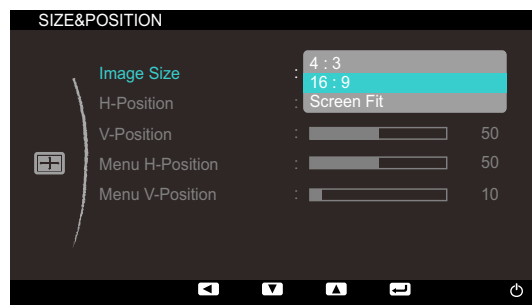 SIZE&POSITION
Image Size : 4 : 3
16 : 9
H-Position : Screen Fit
V-Position : 50
Menu H-Position : 50
Menu V-Position : 10